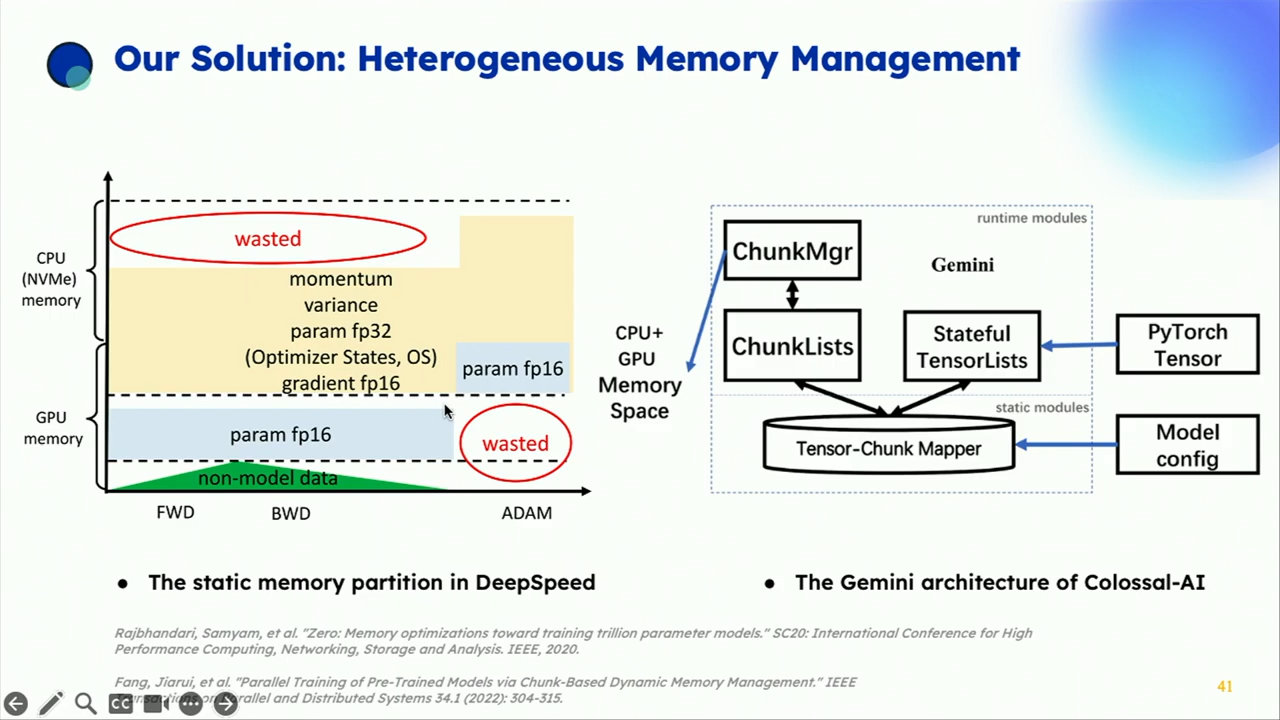 Our Solution: Heterogeneous Memory Management
CPU
(NVMe)
memory
GPU
memory
wasted
momentum
variance
param fp32
(Optimizer States, OS)
gradient fp16
param fp16
param fp16
wasted
non-model data
FWD
BWD
ADAM
CPU+
GPU
Memory
Space
runtime modules
ChunkMgr
Gemini
ChunkLists
Stateful
TensorLists
PyTorch
Tensor
static modules
Tensor-Chunk Mapper
Model
config
● The static memory partition in DeepSpeed
● The Gemini architecture of Colossal-AI
Rajbhandari, Samyam, et al. "Zero: Memory optimizations toward training trillion parameter models." SC20: International Conference for High
Performance Computing, Networking, Storage and Analysis. IEEE, 2020.
Fang, Jiarui, et al. "Parallel Training of Pre-Trained Models via Chunk-Based Dynamic Memory Management." IEEE
Transactions on Parallel and Distributed Systems 34.1 (2022): 304-315.
CC
41